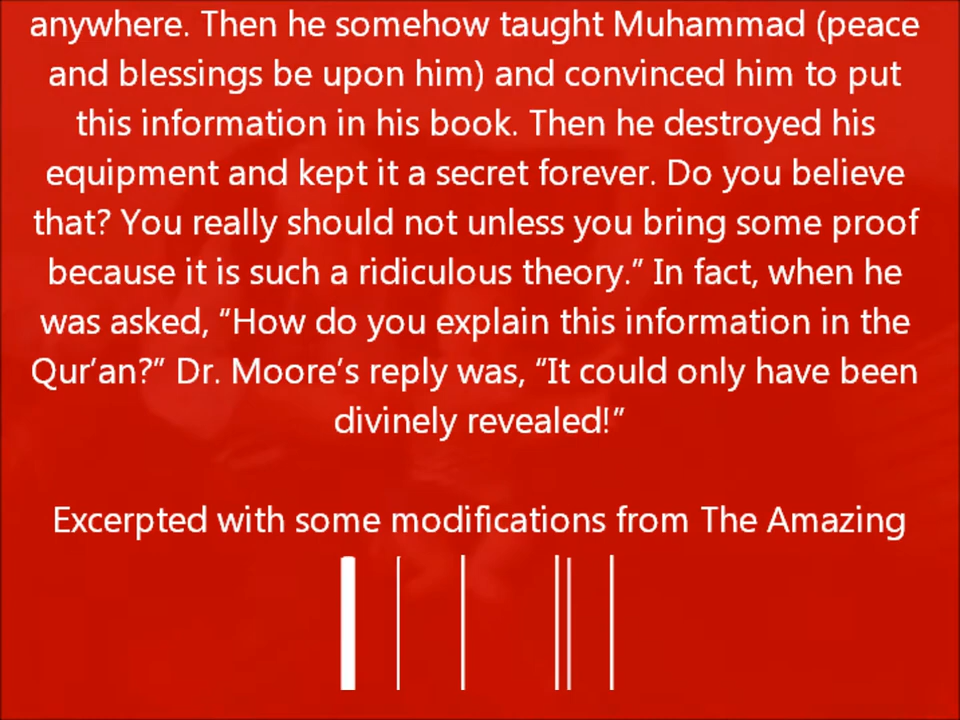 anywhere. Then he somehow taught Muhammad (peace
and blessings be upon him) and convinced him to put
this information in his book. Then he destroyed his
equipment and kept it a secret forever. Do you believe
that? You really should not unless you bring some proof
because it is such a ridiculous theory.” In fact, when he
was asked, “How do you explain this information in the
Qur’an?” Dr. Moore’s reply was, “It could only have been
divinely revealed!”
Excerpted with some modifications from The Amazing